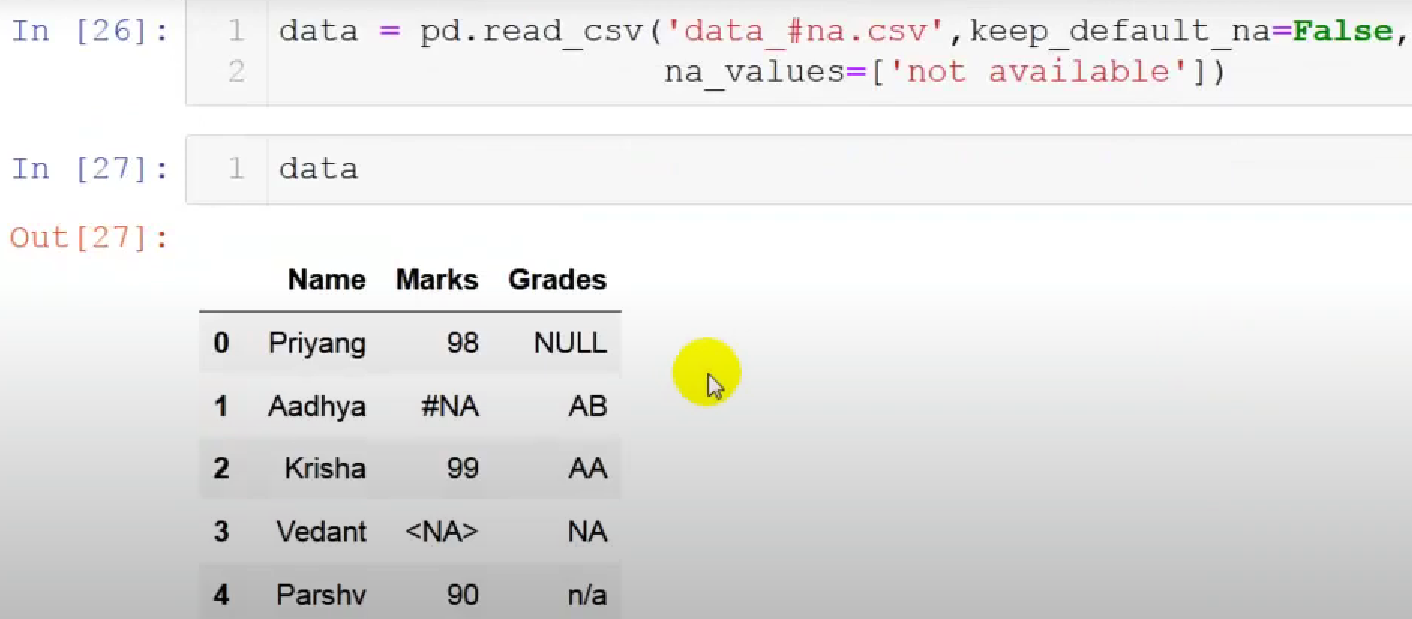 In [26]: 1 data = pd.read_csv('data_#na.csv',keep_default_na=False,
2 na_values=['not available'])
In [27]: 1 data
Out[27]:
Name Marks Grades
0 Priyang 98 NULL
1 Aadhya #NA AB
2 Krisha 99 AA
3 Vedant <NA> NA
4 Parshv 90 n/a